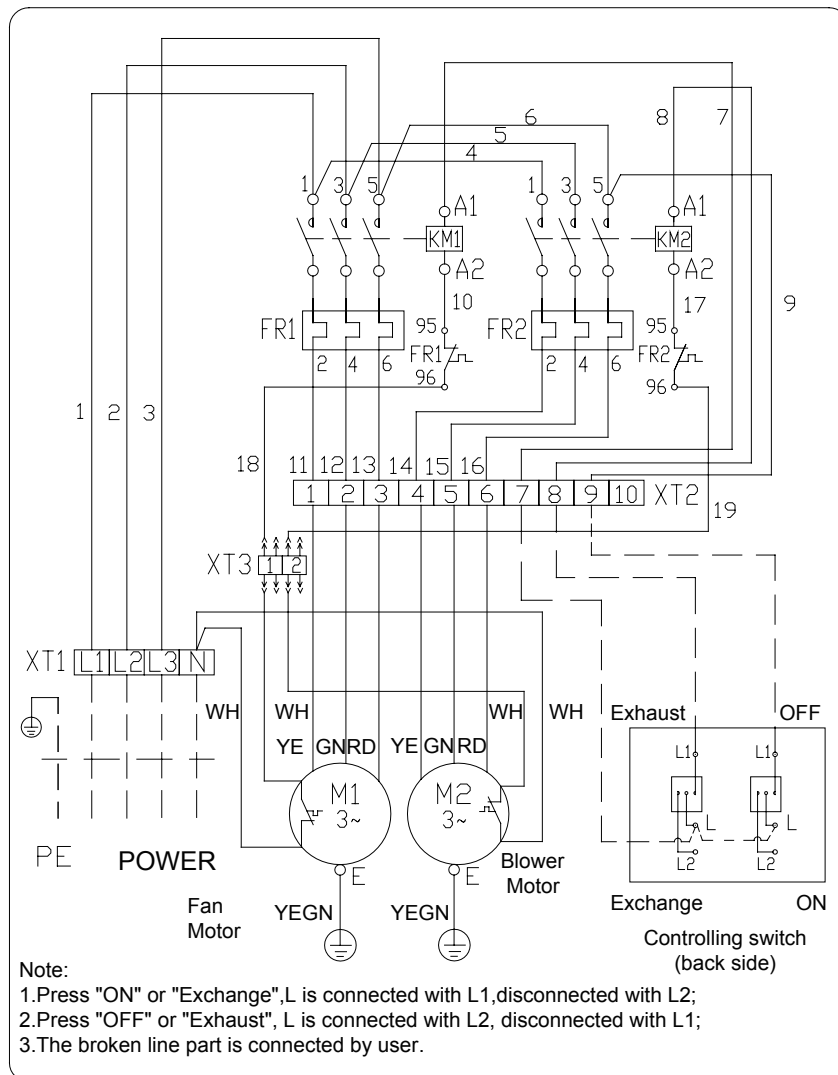 6
5
4
8
7
1
3
5
1
3
5
A1
A1
KM1
KM2
A2
A2
10
17
9
95
95
FR1
FR1
FR2
FR2
2
4
6
96
2
4
6
96
1
2
3
18
11
12
13
14
15
16
1 2 3 4 5 6 7 8 9 10
XT2
19
XT3
1 2
XT1
L1 L2 L3 N
WH
WH
WH
WH
Exhaust
OFF
YE
GN
RD
YE
GN
RD
L1
L1
M1
3~
M2
3~
L
L2
L2
PE
POWER
E
E
Blower
Motor
Fan
Motor
YEGN
YEGN
Exchange
ON
Controlling switch
(back side)
Note:
1.Press "ON" or "Exchange",L is connected with L1,disconnected with L2;
2.Press "OFF" or "Exhaust", L is connected with L2, disconnected with L1;
3.The broken line part is connected by user.